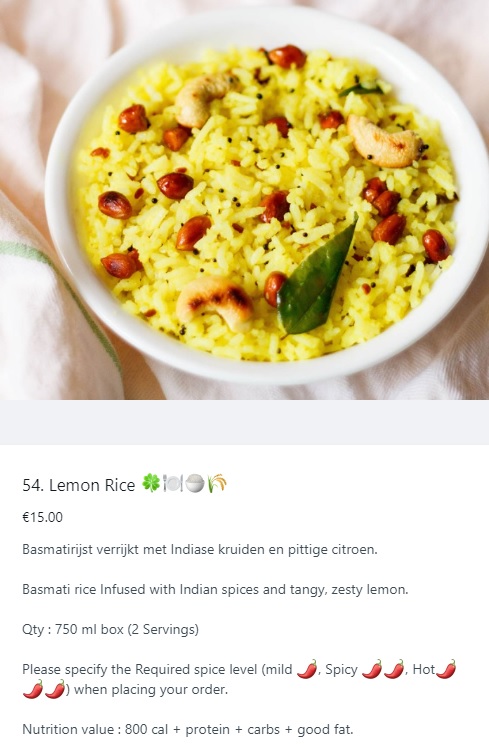 54. Lemon Rice 🍀🍽️🍚🌾
€15.00
Basmatirijst verrijkt met Indiase kruiden en pittige citroen.
Basmati rice Infused with Indian spices and tangy, zesty lemon.
Qty : 750 ml box (2 Servings)
Please specify the Required spice level (mild 🌶️, Spicy 🌶️🌶️, Hot🌶️
🌶️🌶️) when placing your order.
Nutrition value : 800 cal + protein + carbs + good fat.